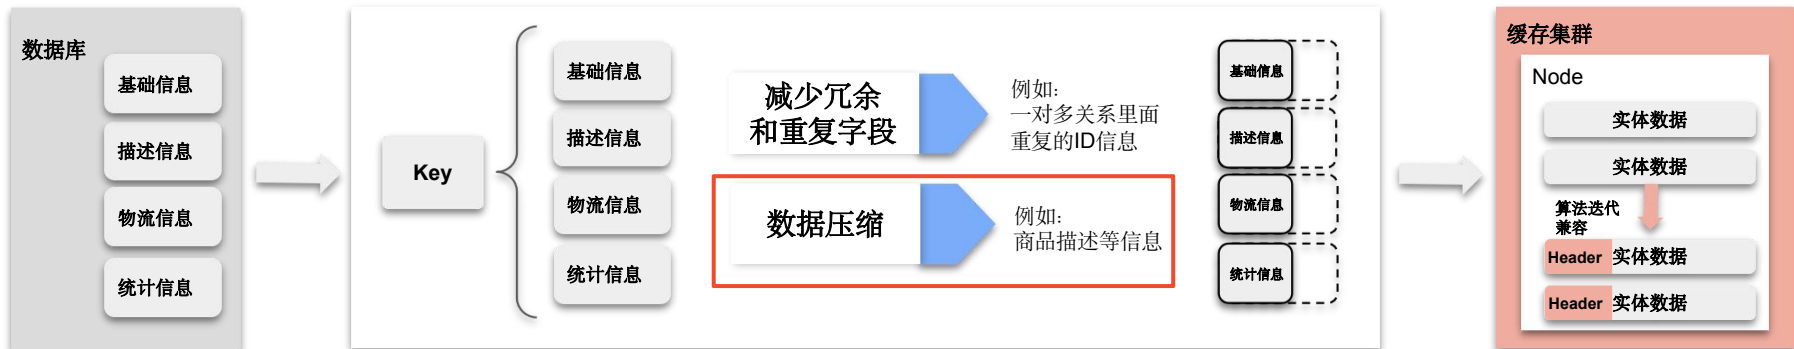 数据库
基础信息
描述信息
物流信息
统计信息
Key
基础信息
描述信息
物流信息
统计信息
减少冗余
和重复字段
例如：
一对多关系里面
重复的ID信息
数据压缩
例如：
商品描述等信息
基础信息
描述信息
物流信息
统计信息
缓存集群
Node
实体数据
实体数据
算法迭代
兼容
Header 实体数据
Header 实体数据